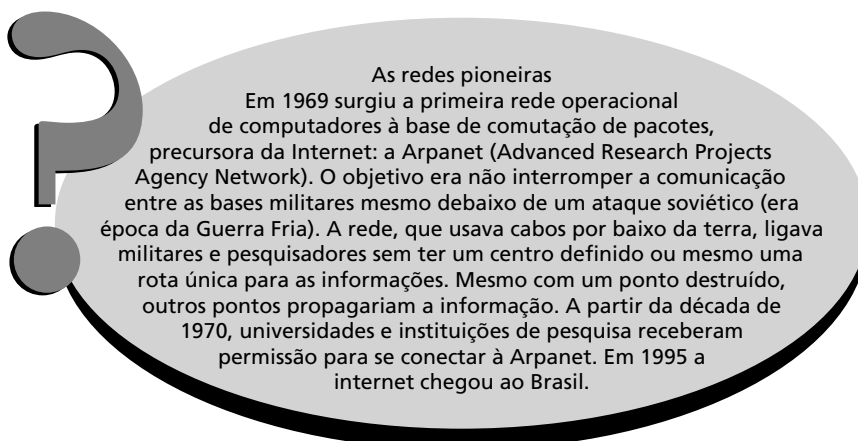 As redes pioneiras
Em 1969 surgiu a primeira rede operacional
de computadores à base de comutação de pacotes,
precursora da Internet: a Arpanet (Advanced Research Projects
Agency Network). O objetivo era não interromper a comunicação
entre as bases militares mesmo debaixo de um ataque soviético (era
época da Guerra Fria). A rede, que usava cabos por baixo da terra, ligava
militares e pesquisadores sem ter um centro definido ou mesmo uma
rota única para as informações. Mesmo com um ponto destruído,
outros pontos propagariam a informação. A partir da década de
1970, universidades e instituições de pesquisa receberam
permissão para se conectar à Arpanet. Em 1995 a
internet chegou ao Brasil.